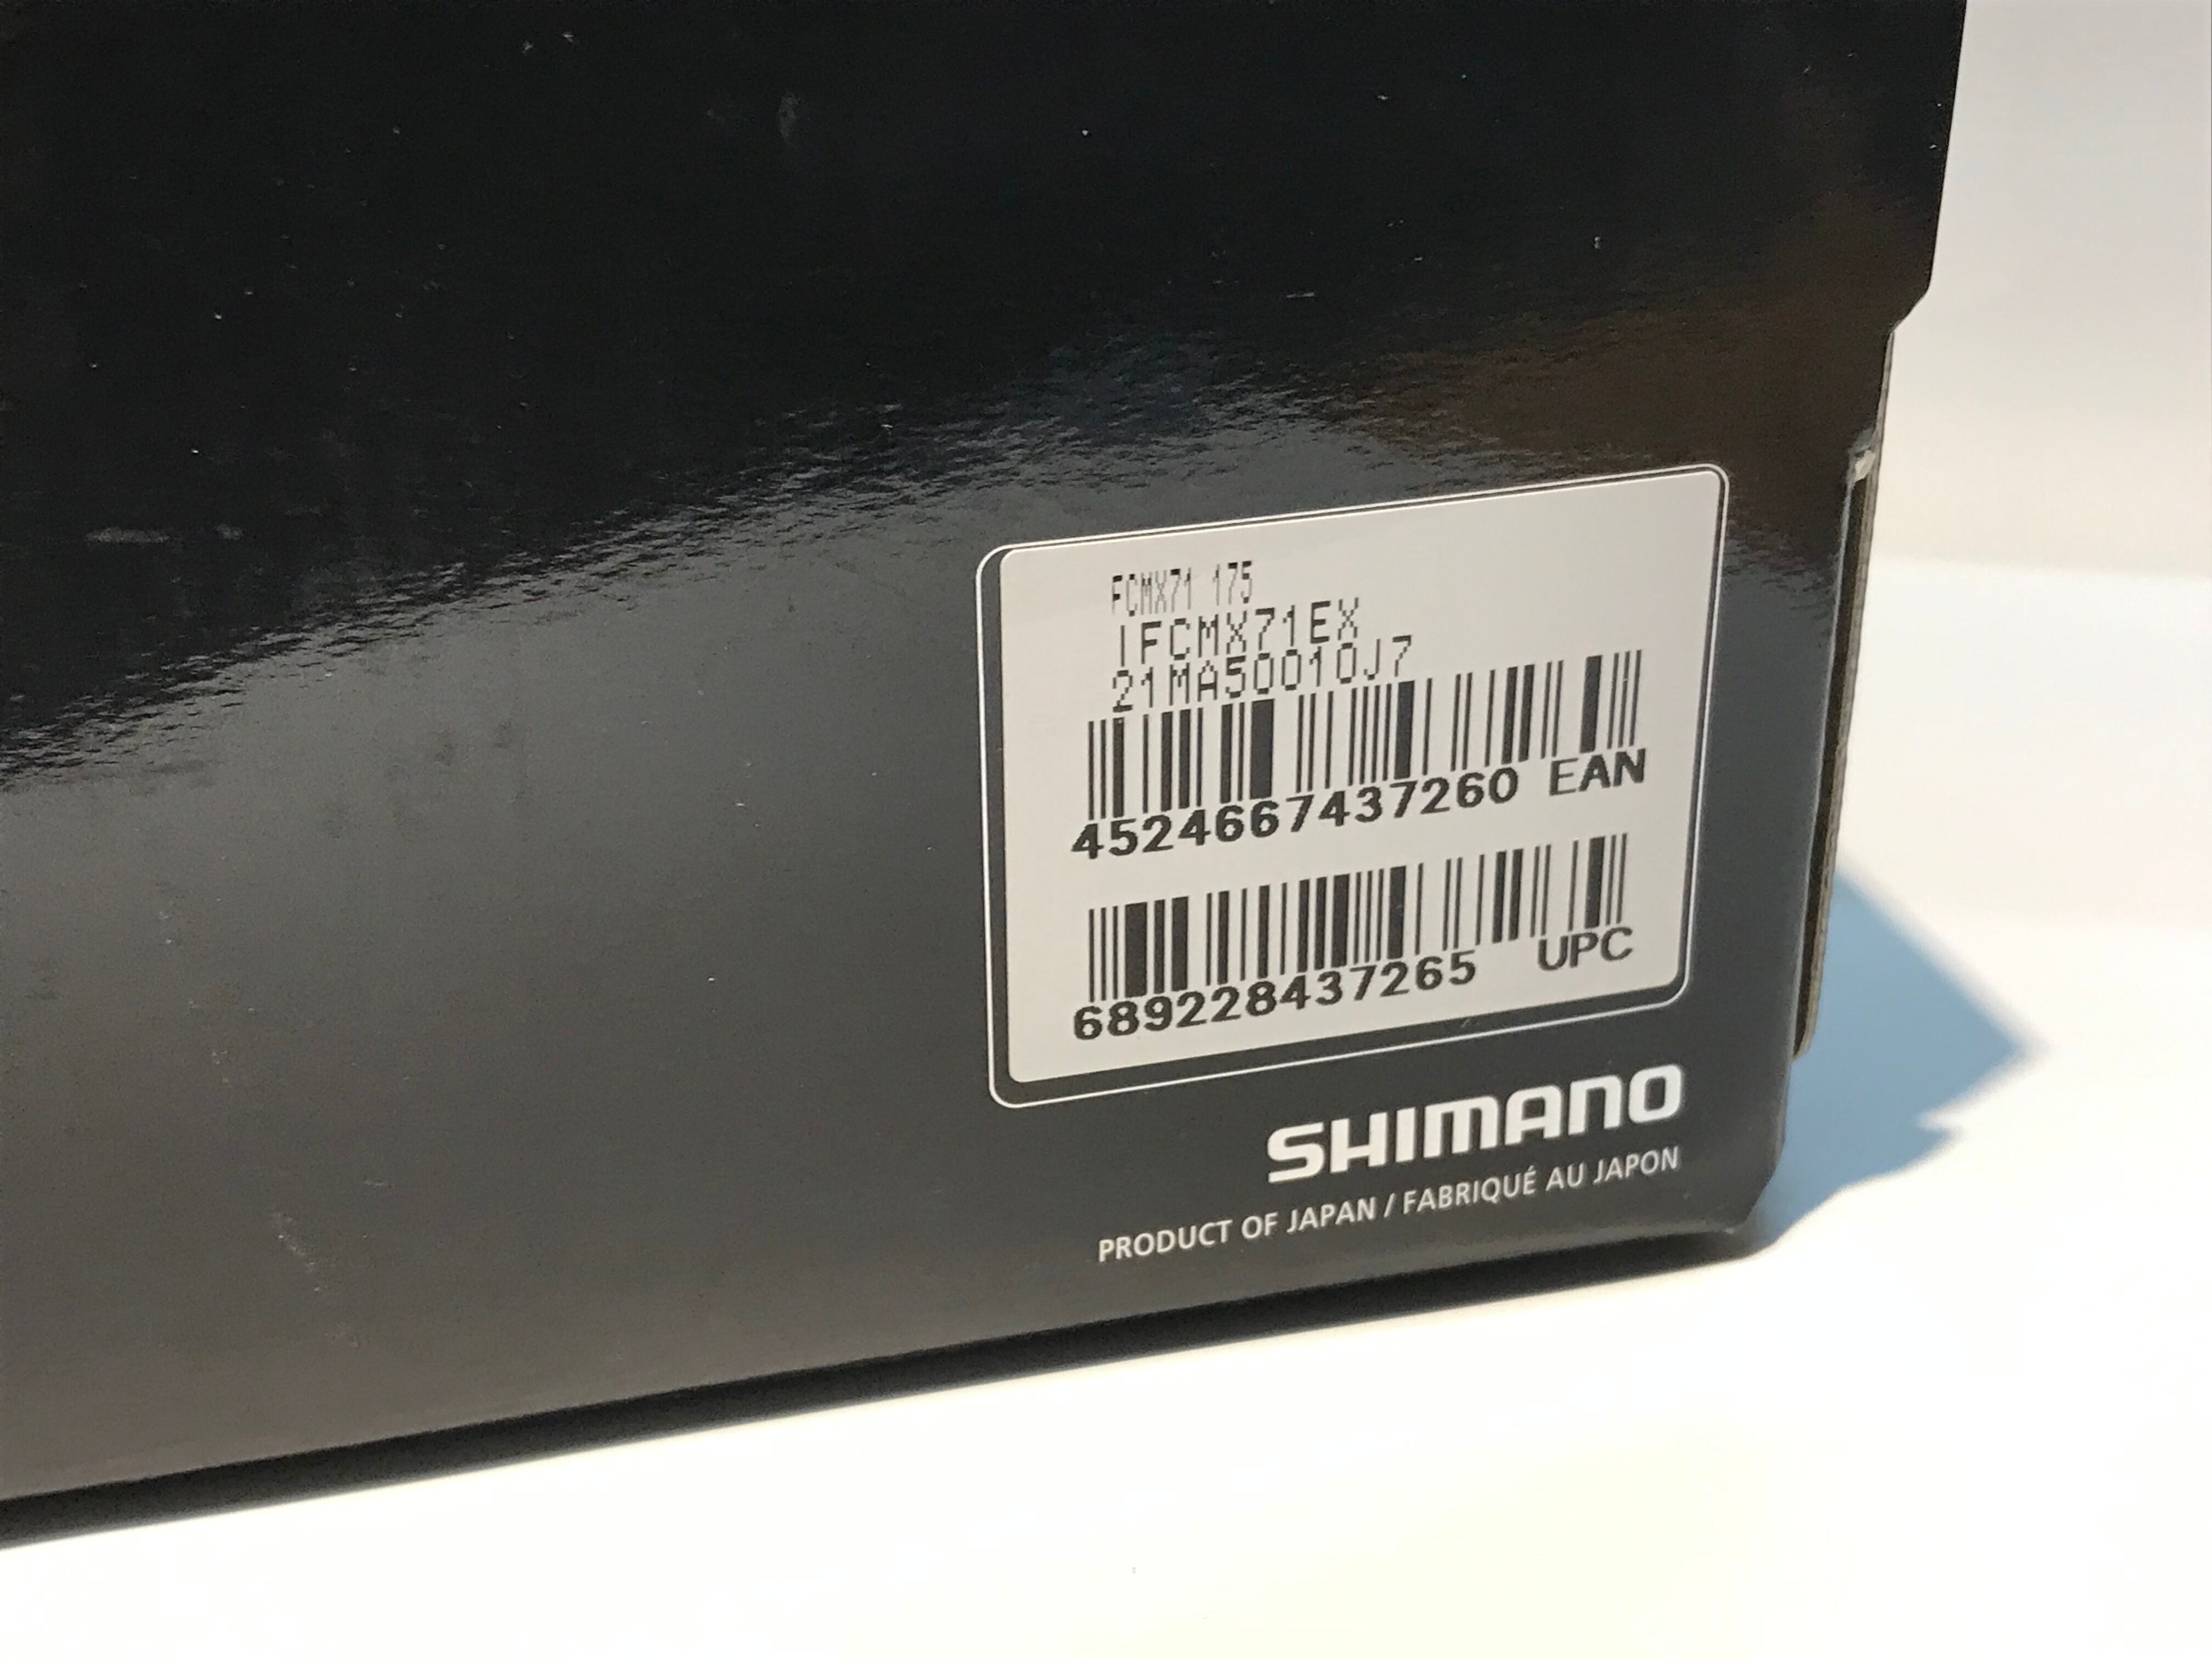 FCMX71 175
IFCMX71EX
21MA50010J7
4524667437260 EAN
689228437265 UPC
SHIMANO
PRODUCT OF JAPAN / FABRIQUÉ AU JAPON